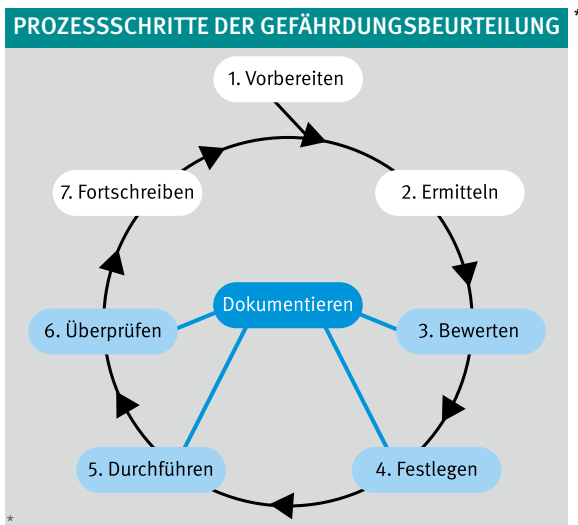 PROZESSSCHRITTE DER GEFÄHRDUNGSBEURTEILUNG *
1. Vorbereiten
7. Fortschreiben
2. Ermitteln
Dokumentieren
6. Überprüfen
3. Bewerten
5. Durchführen
4. Festlegen
*